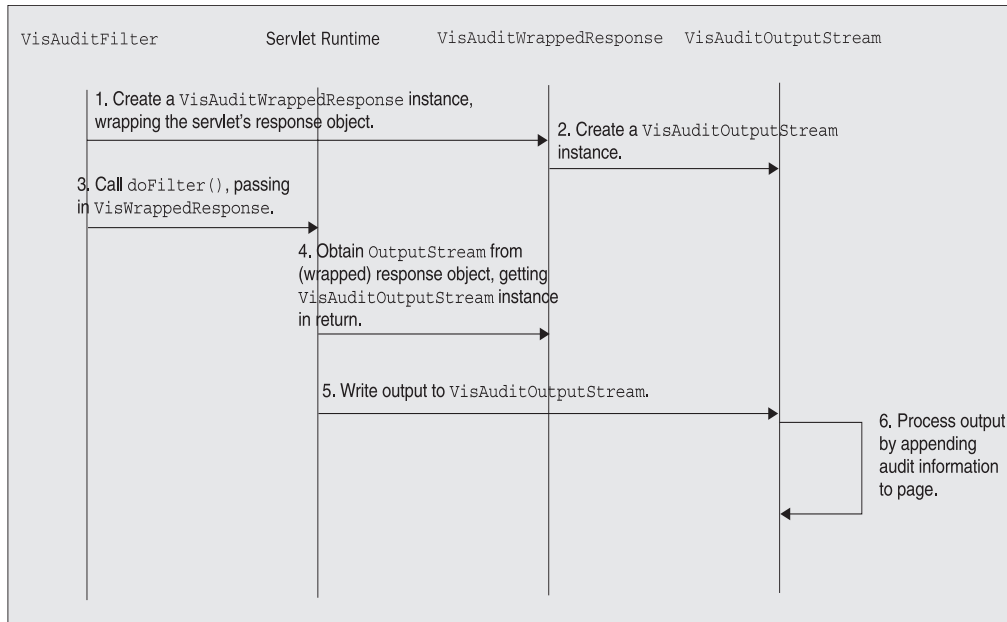 VisAuditFilter Servlet Runtime VisAuditWrappedResponse VisAuditOutputStream
1. Create a VisAuditWrappedResponse instance,
wrapping the servlet's response object.
2. Create a VisAuditOutputStream
instance.
3. Call doFilter(), passing
in VisWrappedResponse.
4. Obtain OutputStream from
(wrapped) response object, getting
VisAuditOutputStream instance
in return.
5. Write output to VisAuditOutputStream.
6. Process output
by appending
audit information
to page.